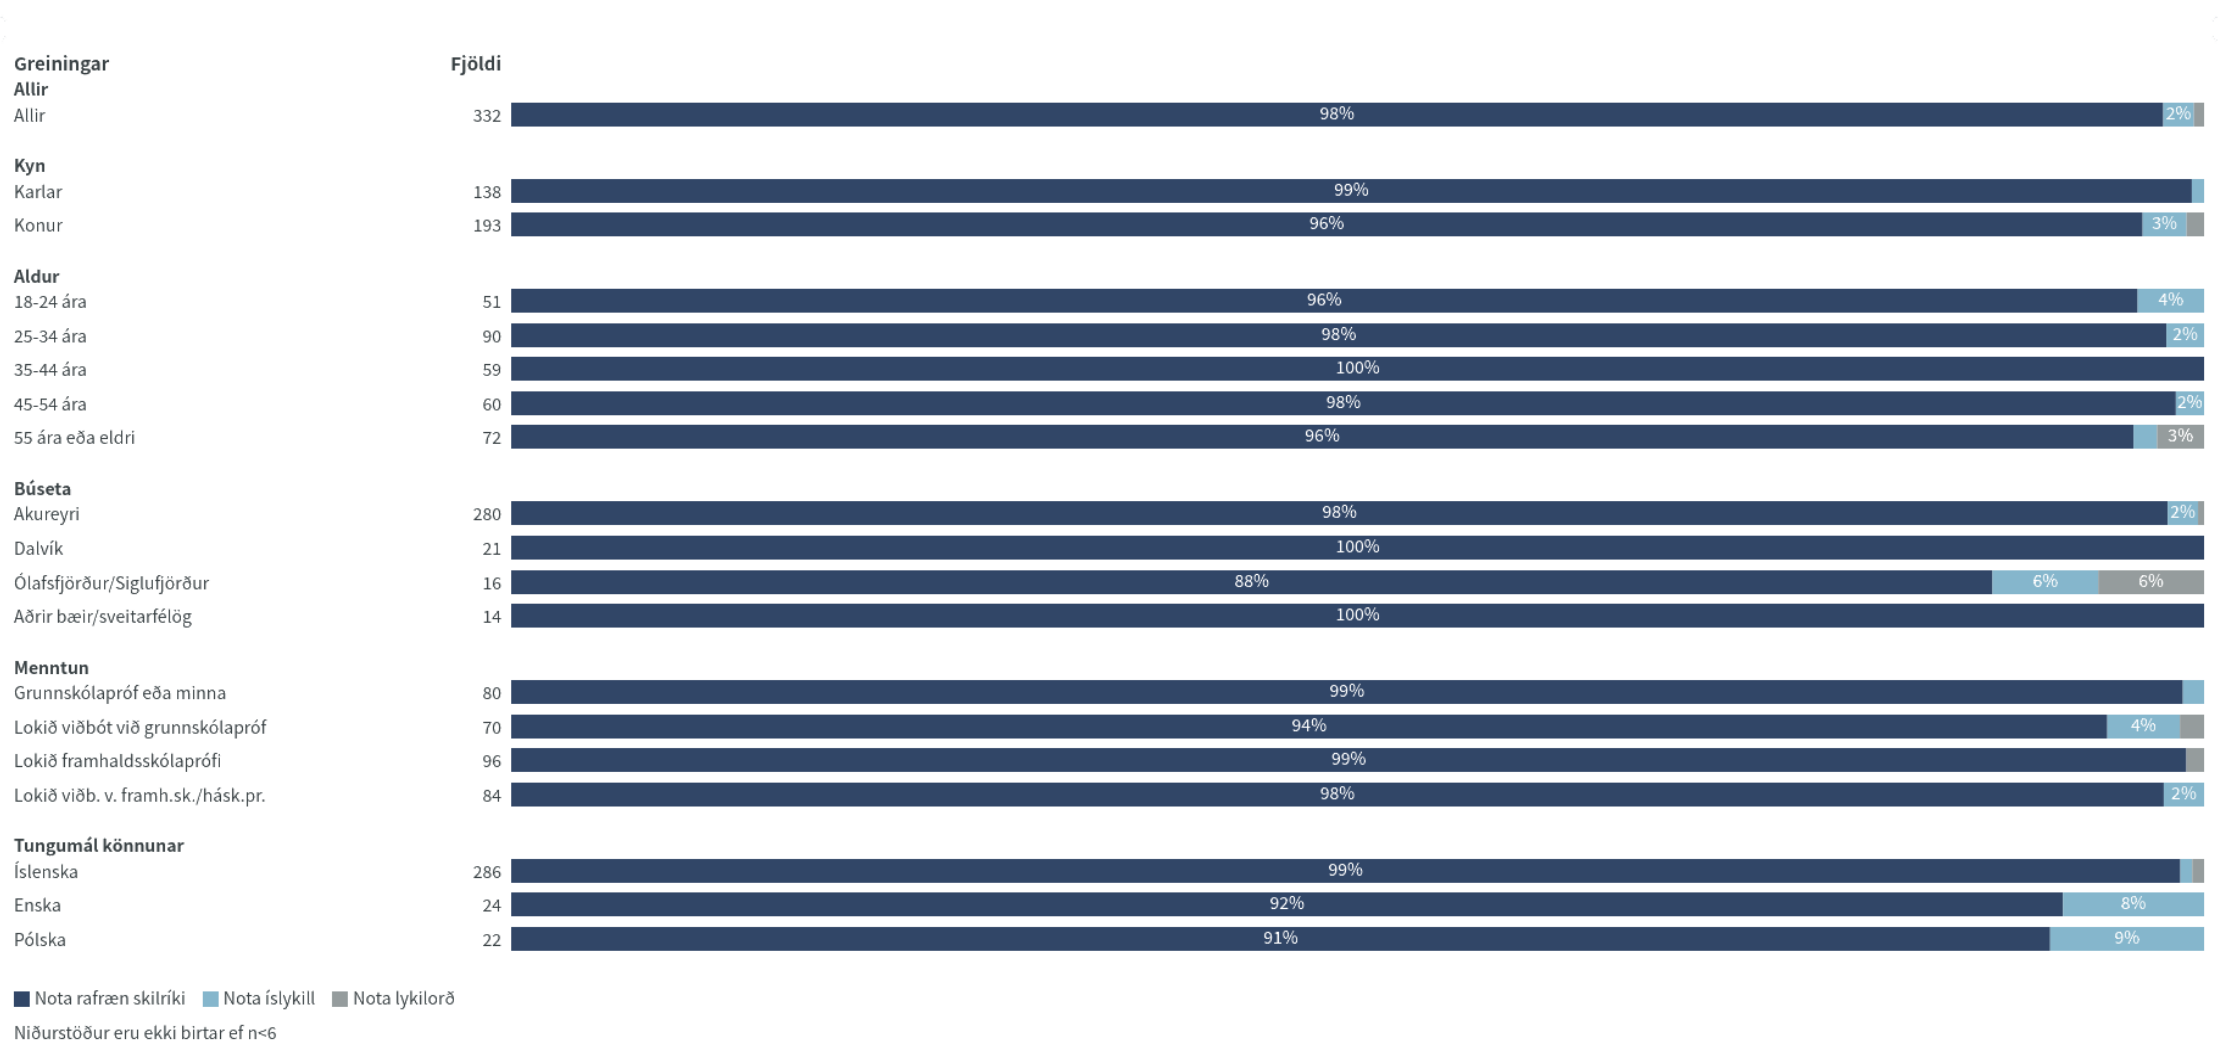 Greiningar Fjöldi
Allir
Allir 332 98% 2%
Kyn
Karlar 138 99%
Konur 193 96% 3%
Aldur
18-24 ára 51 96% 4%
25-34 ára 90 98% 2%
35-44 ára 59 100%
45-54 ára 60 98% 2%
55 ára eða eldri 72 96% 3%
Búseta
Akureyri 280 98% 2%
Dalvík 21 100%
Ólafsfjörður/Siglufjörður 16 88% 6% 6%
Aðrir bæir/sveitarfélög 14 100%
Menntun
Grunnskólapróf eða minna 80 99%
Lokið viðbót við grunnskólapróf 70 94% 4%
Lokið framhaldsskólaprófi 96 99%
Lokið viðb. v. framh.sk./hásk.pr. 84 98% 2%
Tungumál könnunar
Íslenska 286 99%
Enska 24 92% 8%
Pólska 22 91% 9%
Nota rafræn skilríki Nota íslykill Nota lykilorð
Niðurstöður eru ekki birtar ef n<6